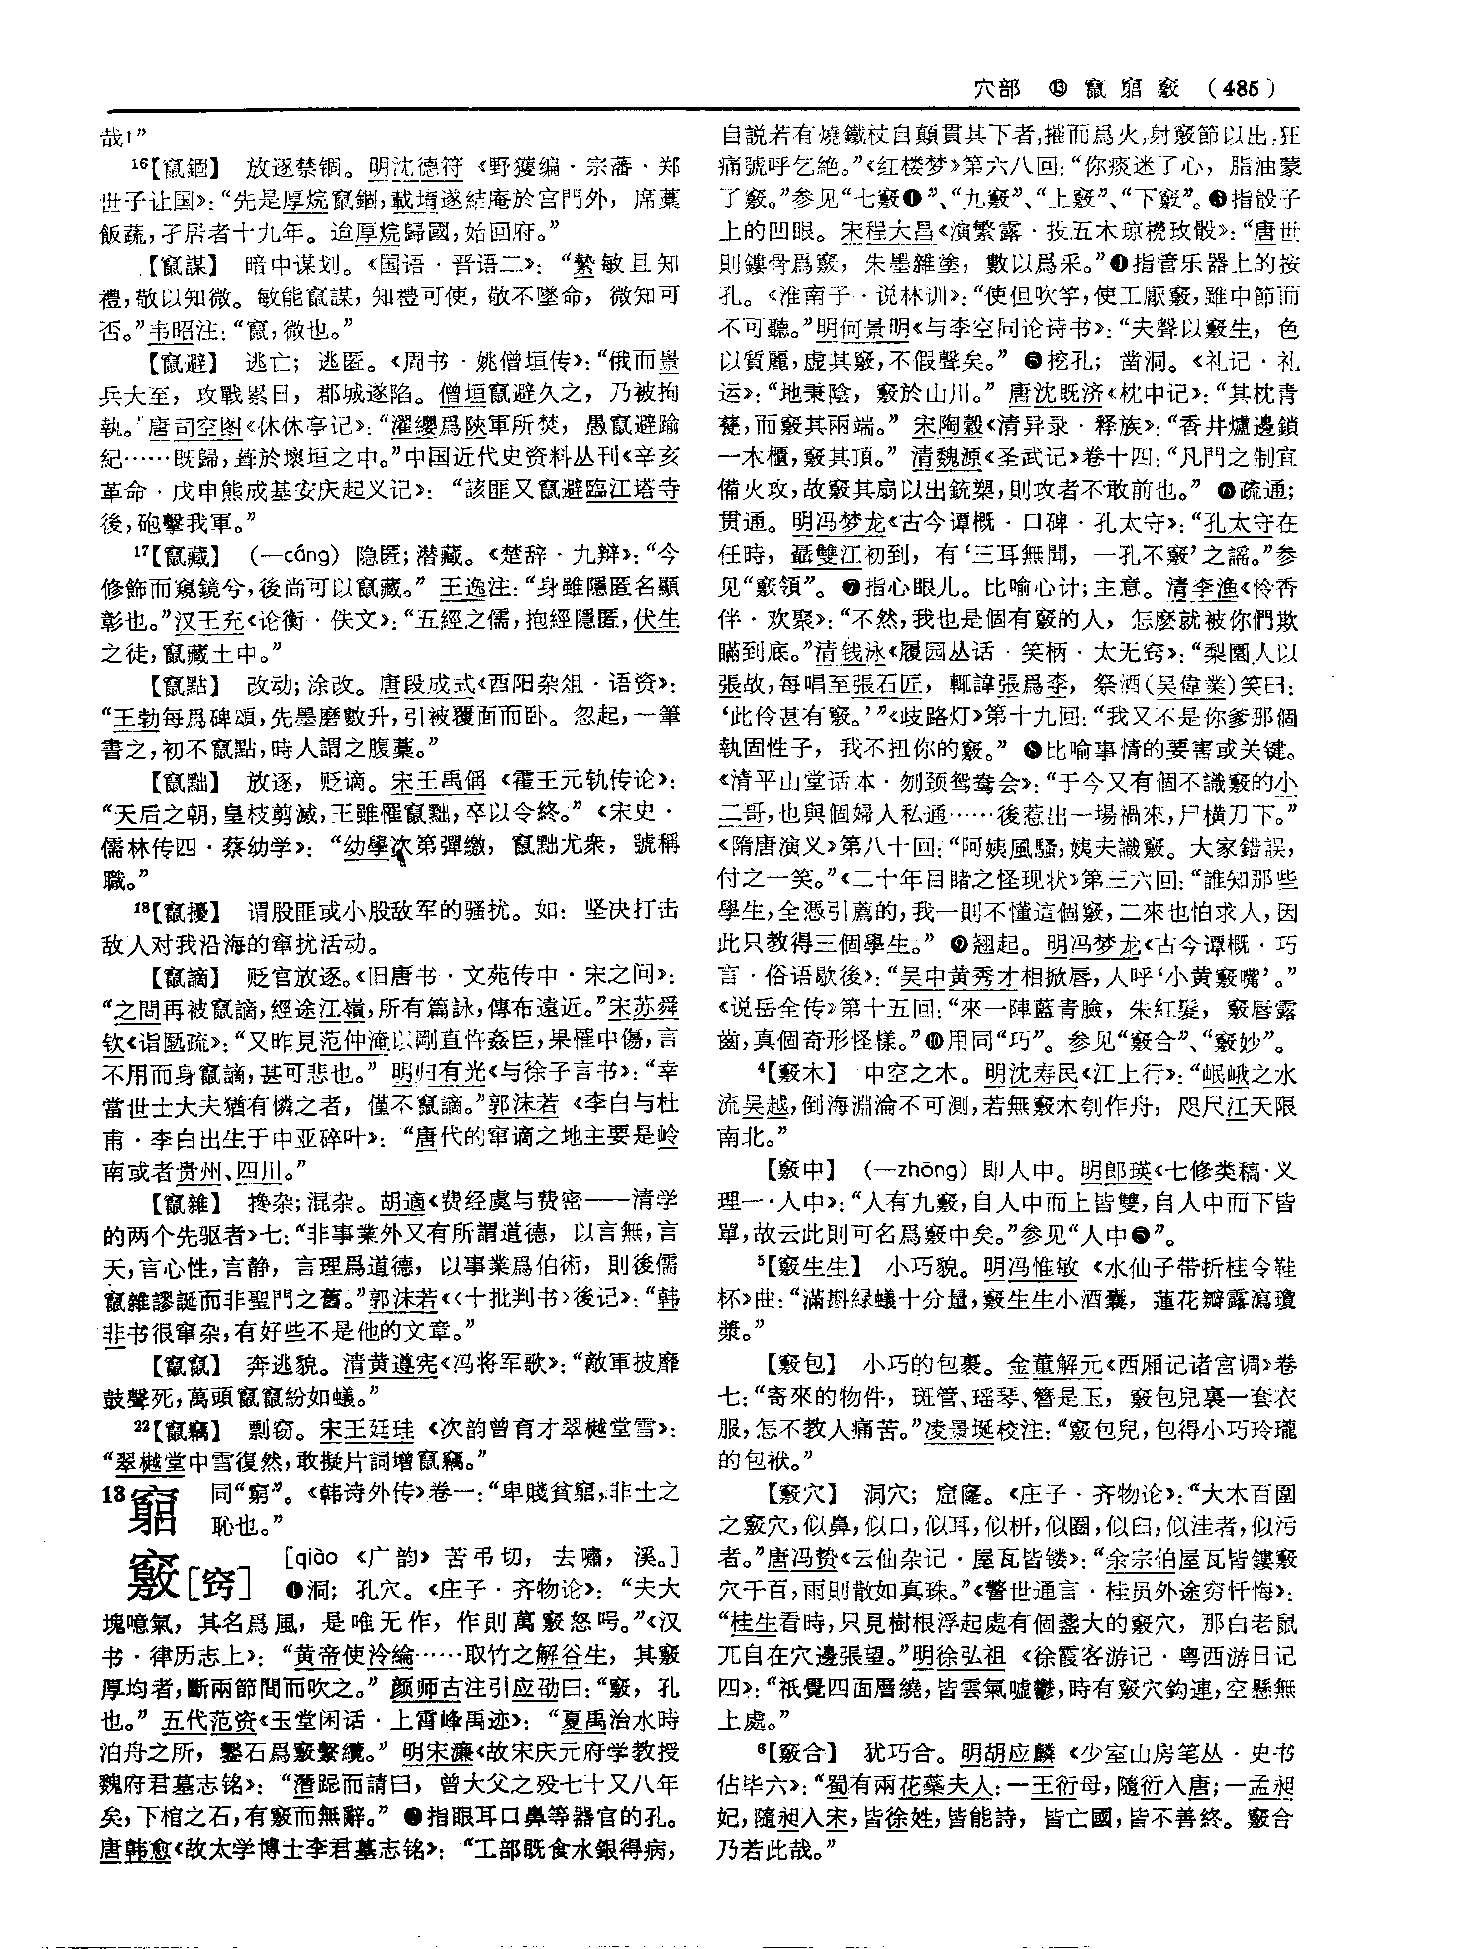 穴部 ⑬ 竄 竆 竅 (485)
哉!”
¹⁶【竄錮】 放逐禁锢。明沈德符《野獲编·宗藩·郑
世子让国》：“先是厚烷竄錮，載堉遂結庵於宫門外，席藁
飯蔬，孑居者十九年。迨厚烷歸國，始回府。”
【竄謀】 暗中谋划。《国语·晋语二》：“縶敏且知
禮，敬以知微。敏能竄謀，知禮可使，敬不墜命，微知可
否。”韦昭注：“竄，微也。”
【竄避】 逃亡；逃匿。《周书·姚僧垣传》：“俄而景
兵大至，攻戰累日，郡城遂陷。僧垣竄避久之，乃被拘
執。”唐司空图《休休亭记》：“濯纓爲陝軍所焚，愚竄避踰
紀……既歸，葺於壞垣之中。”中国近代史资料丛刊《辛亥
革命·戊申熊成基安庆起义记》：“該匪又竄避臨江塔寺
後，砲擊我軍。”
¹⁷【竄藏】 (—cáng) 隐匿；潜藏。《楚辞·九辩》：“今
修飾而窺鏡兮，後尚可以竄藏。”王逸注：“身雖隱匿名顯
彰也。”汉王充《论衡·佚文》：“五經之儒，抱經隱匿，伏生
之徒，竄藏土中。”
【竄點】 改动；涂改。唐段成式《酉阳杂俎·语资》：
“王勃每爲碑頌，先墨磨數升，引被覆面而卧。忽起，一筆
書之，初不竄點，時人謂之腹藁。”
【竄黜】 放逐，贬谪。宋王禹偁《霍王元轨传论》：
“天后之朝，皇枝剪滅，王雖罹竄黜，卒以令終。”《宋史·
儒林传四·蔡幼学》：“幼學次第彈繳，竄黜尤衆，號稱
職。”
¹⁸【竄擾】 谓股匪或小股敌军的骚扰。如：坚决打击
敌人对我沿海的窜扰活动。
【竄謫】 贬官放逐。《旧唐书·文苑传中·宋之问》：
“之問再被竄謫，經途江嶺，所有篇詠，傳布遠近。”宋苏舜
钦《诣匦疏》：“又昨見范仲淹以剛直忤姦臣，果罹中傷，言
不用而身竄謫，甚可悲也。”明归有光《与徐子言书》：“幸
當世士大夫猶有憐之者，僅不竄謫。”郭沫若《李白与杜
甫·李白出生于中亚碎叶》：“唐代的窜谪之地主要是岭
南或者贵州、四川。”
【竄雜】 搀杂；混杂。胡適《费经虞与费密——清学
的两个先驱者》七：“非事業外又有所謂道德，以言無，言
天，言心性，言静，言理爲道德，以事業爲伯術，則後儒
竄雜謬誕而非聖門之舊。”郭沫若《〈十批判书〉後记》：“韩
非书很窜杂，有好些不是他的文章。”
【竄竄】 奔逃貌。清黄遵宪《冯将军歌》：“敵軍披靡
鼓聲死，萬頭竄竄紛如蟻。”
²²【竄竊】 剽窃。宋王廷珪《次韵曾育才翠樾堂雪》：
“翠樾堂中雪復然，敢擬片詞增竄竊。”
13竆 同“窮”。《韩诗外传》卷一：“卑賤貧竆，非士之
恥也。”
竅[窍] [qiào 《广韵》苦弔切，去嘯，溪。]
❶洞；孔穴。《庄子·齐物论》：“夫大
塊噫氣，其名爲風，是唯无作，作則萬竅怒呺。”《汉
书·律历志上》：“黄帝使泠綸……取竹之解谷生，其竅
厚均者，斷兩節間而吹之。”颜师古注引应劭曰：“竅，孔
也。”五代范资《玉堂闲话·上霄峰禹迹》：“夏禹治水時
泊舟之所，鑿石爲竅繫纜。”明宋濂《故宋庆元府学教授
魏府君墓志铭》：“潛跽而請曰，曾大父之殁七十又八年
矣，下棺之石，有竅而無辭。”❷指眼耳口鼻等器官的孔。
唐韩愈《故太学博士李君墓志铭》：“工部既食水銀得病，
自説若有燒鐵杖自顛貫其下者，摧而爲火，射竅節以出，狂
痛號呼乞絶。”《红楼梦》第六八回：“你痰迷了心，脂油蒙
了竅。”参见“七竅❶”、“九竅”、“上竅”、“下竅”。❸指骰子
上的凹眼。宋程大昌《演繁露·投五木琼橩玫骰》：“唐世
則鏤骨爲竅，朱墨雜塗，數以爲采。”❹指音乐器上的按
孔。《淮南子·说林训》：“使但吹竽，使工厭竅，雖中節而
不可聽。”明何景明《与李空同论诗书》：“夫聲以竅生，色
以質麗，虚其竅，不假聲矣。”❺挖孔；凿洞。《礼记·礼
运》：“地秉陰，竅於山川。”唐沈既济《枕中记》：“其枕青
甆，而竅其兩端。”宋陶穀《清异录·释族》：“香井爐邊鎖
一木櫃，竅其頂。”清魏源《圣武记》卷十四：“凡門之制宜
備火攻，故竅其扇以出銃槊，則攻者不敢前也。”❻疏通；
贯通。明冯梦龙《古今谭概·口碑·孔太守》：“孔太守在
任時，聶雙江初到，有‘三耳無聞，一孔不竅’之謡。”参
见“竅領”。❼指心眼儿。比喻心计；主意。清李渔《怜香
伴·欢聚》：“不然，我也是個有竅的人，怎麽就被你們欺
瞞到底。”清钱泳《履园丛话·笑柄·太无窍》：“梨園人以
張故，每唱至張石匠，輒諱張爲李，祭酒(吴偉業)笑曰：
‘此伶甚有竅。’”《歧路灯》第十九回：“我又不是你爹那個
執固性子，我不扭你的竅。”❽比喻事情的要害或关键。
《清平山堂话本·刎颈鸳鸯会》：“于今又有個不識竅的小
二哥，也與個婦人私通……後惹出一場禍來，尸横刀下。”
《隋唐演义》第八十回：“阿姨風騷，姨夫識竅。大家錯誤，
付之一笑。”《二十年目睹之怪现状》第三六回：“誰知那些
學生，全憑引薦的，我一則不懂這個竅，二來也怕求人，因
此只教得三個學生。”❾翘起。明冯梦龙《古今谭概·巧
言·俗语歇後》：“吴中黄秀才相掀唇，人呼‘小黄竅嘴’。”
《说岳全传》第十五回：“來一陣藍青臉，朱紅髮，竅唇露
齒，真個奇形怪樣。”❿用同“巧”。参见“竅合”、“竅妙”。
⁴【竅木】 中空之木。明沈寿民《江上行》：“岷峨之水
流吴越，倒海淵淪不可測，若無竅木刳作舟，咫尺江天限
南北。”
【竅中】 (—zhōng) 即人中。明郎瑛《七修类稿·义
理一·人中》：“人有九竅，自人中而上皆雙，自人中而下皆
單，故云此則可名爲竅中矣。”参见“人中❺”。
⁵【竅生生】 小巧貌。明冯惟敏《水仙子带折桂令鞋
杯》曲：“滿斟緑蟻十分量，竅生生小酒囊，蓮花瓣露瀉瓊
漿。”
【竅包】 小巧的包裹。金董解元《西厢记诸宫调》卷
七：“寄來的物件，斑管、瑶琴、簪是玉，竅包兒裏一套衣
服，怎不教人痛苦。”凌景埏校注：“竅包兒，包得小巧玲瓏
的包袱。”
【竅穴】 洞穴；窟窿。《庄子·齐物论》：“大木百圍
之竅穴，似鼻，似口，似耳，似枅，似圈，似臼；似洼者，似污
者。”唐冯贽《云仙杂记·屋瓦皆镂》：“余宗伯屋瓦皆鏤竅
穴千百，雨則散如真珠。”《警世通言·桂员外途穷忏悔》：
“桂生看時，只見樹根浮起處有個盞大的竅穴，那白老鼠
兀自在穴邊張望。”明徐弘祖《徐霞客游记·粤西游日记
四》：“衹覺四面層繞，皆雲氣嘘鬱，時有竅穴鈎連，空懸無
上處。”
⁶【竅合】 犹巧合。明胡应麟《少室山房笔丛·史书
佔毕六》：“蜀有兩花蘂夫人：一王衍母，隨衍入唐；一孟昶
妃，隨昶入宋，皆徐姓，皆能詩，皆亡國，皆不善終。竅合
乃若此哉。”